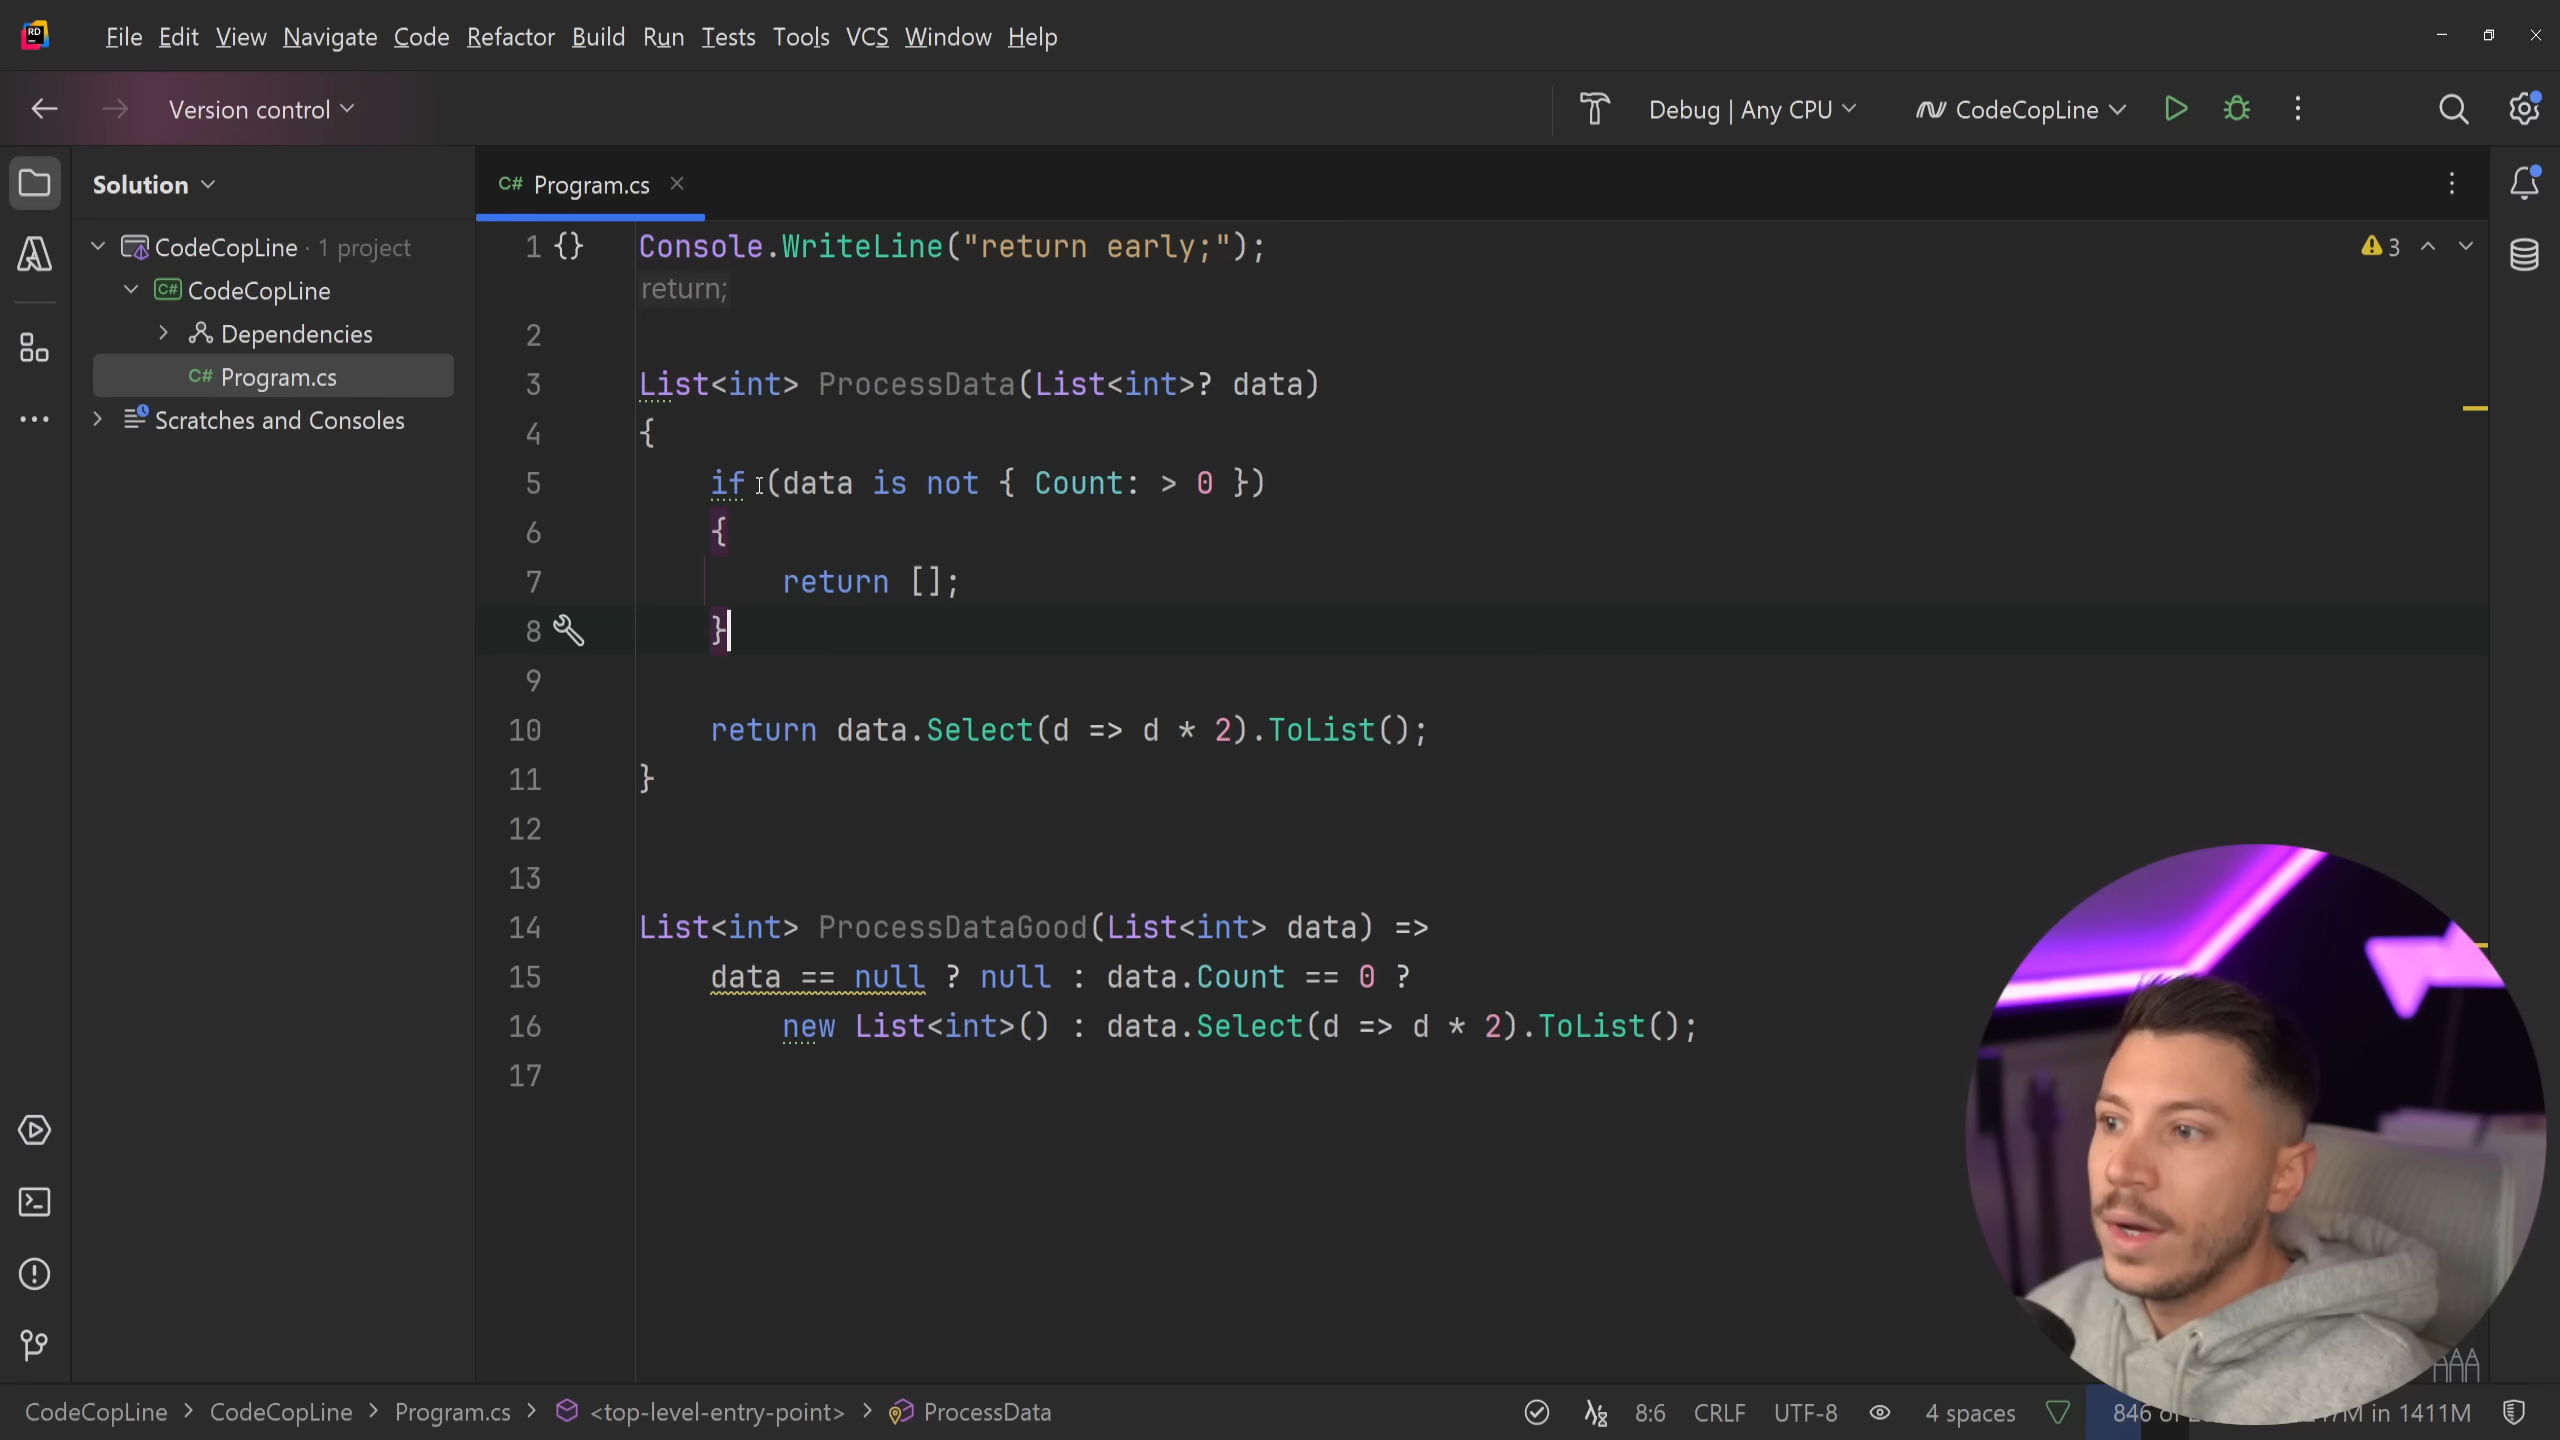 RD
File Edit View Navigate Code Refactor Build Run Tests Tools VCS Window Help
Version control
Debug | Any CPU
CodeCopLine
Solution
C# Program.cs
CodeCopLine · 1 project
C# CodeCopLine
Dependencies
C# Program.cs
Scratches and Consoles
3
1 {} Console.WriteLine("return early;");
return;
2
3 List<int> ProcessData(List<int>? data)
4 {
5 if (data is not { Count: > 0 })
6 {
7 return [];
8 }
9
10 return data.Select(d => d * 2).ToList();
11 }
12
13
14 List<int> ProcessDataGood(List<int> data) =>
15 data == null ? null : data.Count == 0 ?
16 new List<int>() : data.Select(d => d * 2).ToList();
17
CodeCopLine > CodeCopLine > Program.cs > <top-level-entry-point> > ProcessData
8:6 CRLF UTF-8 4 spaces 846 of M in 1411M